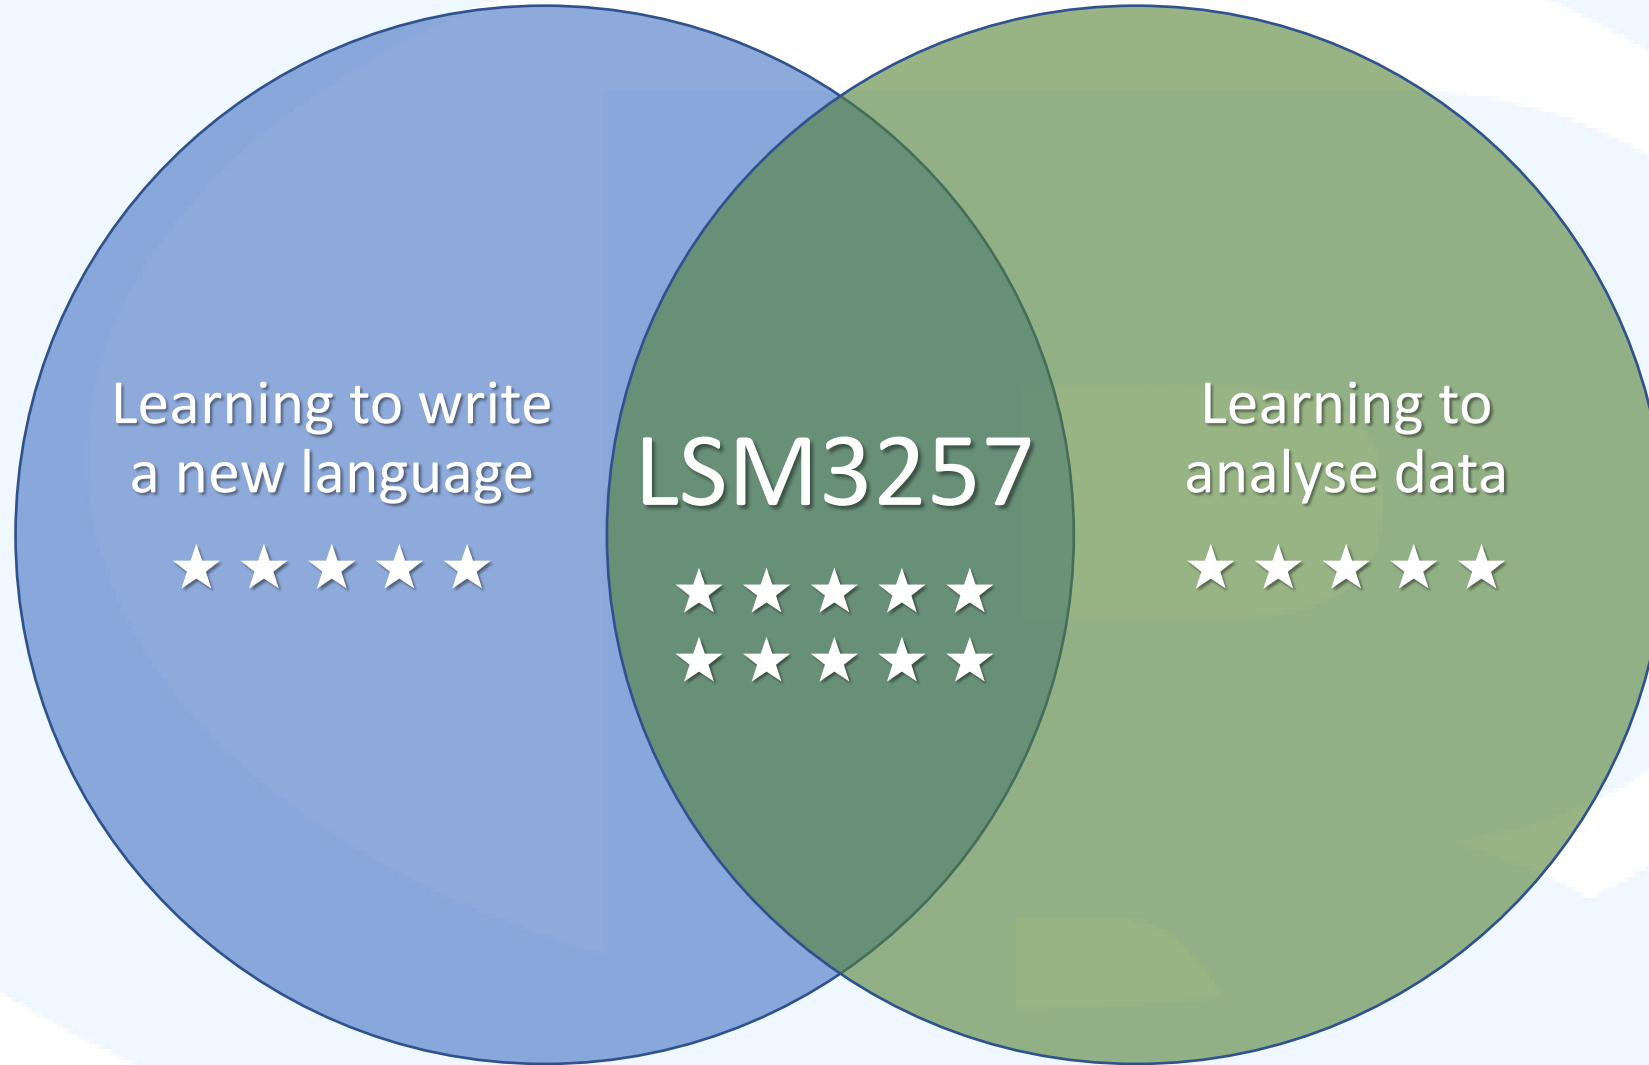 Learning to write
a new language
★ ★ ★ ★ ★
LSM3257
★ ★ ★ ★ ★
★ ★ ★ ★ ★
Learning to
analyse data
★ ★ ★ ★ ★